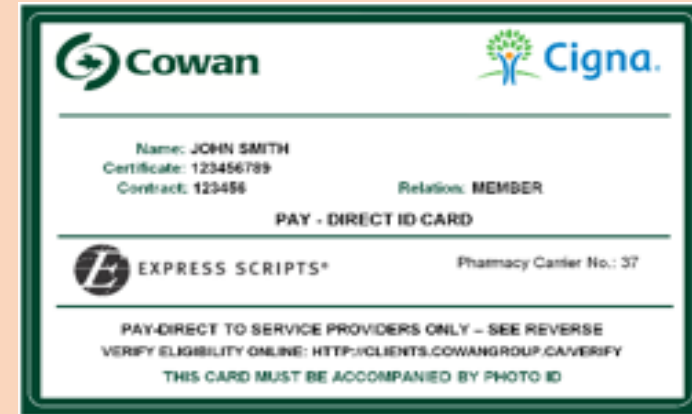 Cowan
Cigna.
Name: JOHN SMITH
Certificate: 123456789
Contract: 123456 Relation: MEMBER
PAY - DIRECT ID CARD
EXPRESS SCRIPTS®
Pharmacy Carrier No.: 37
PAY-DIRECT TO SERVICE PROVIDERS ONLY – SEE REVERSE
VERIFY ELIGIBILITY ONLINE: HTTP://CLIENTS.COWANGROUP.CA/VERIFY
THIS CARD MUST BE ACCOMPANIED BY PHOTO ID